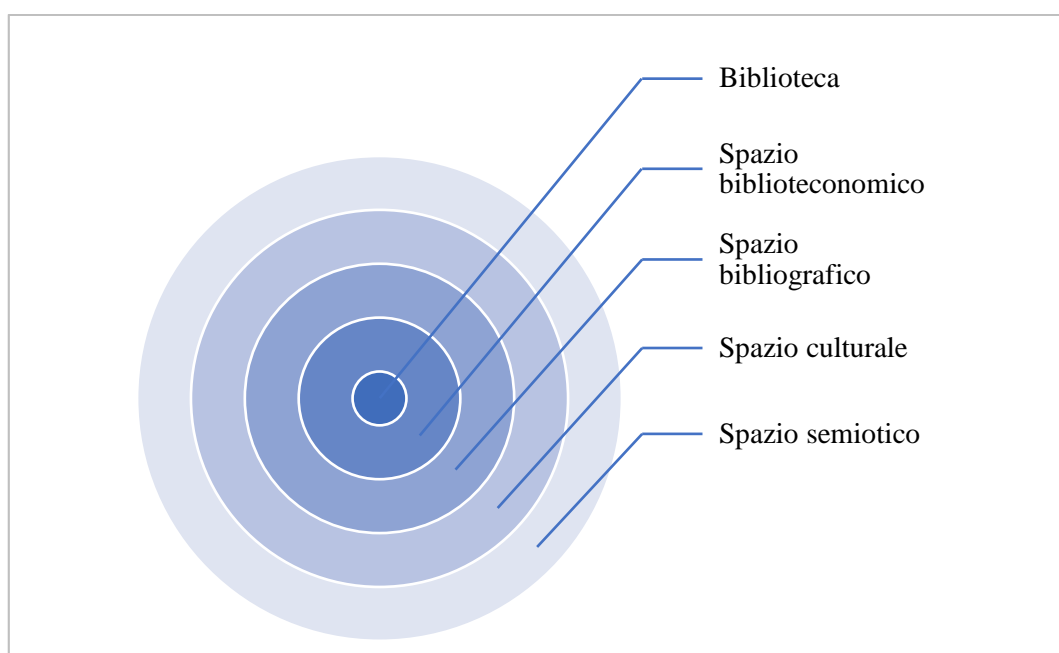 Biblioteca
Spazio
biblioteconomico
Spazio
bibliografico
Spazio culturale
Spazio semiotico